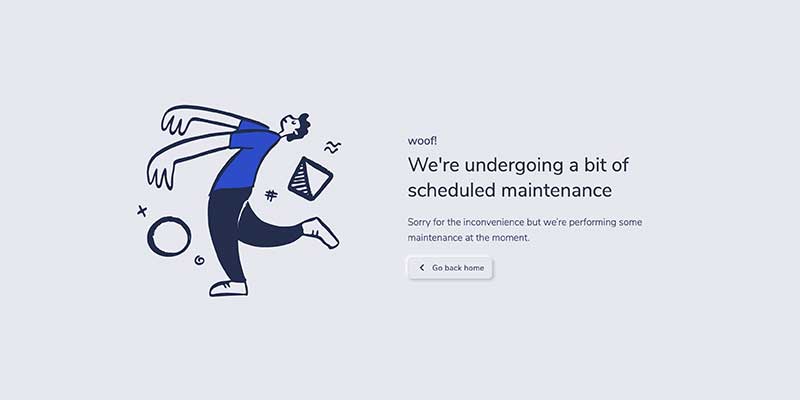 woof!
We're undergoing a bit of
scheduled maintenance
Sorry for the inconvenience but we're performing some
maintenance at the moment.
Go back home